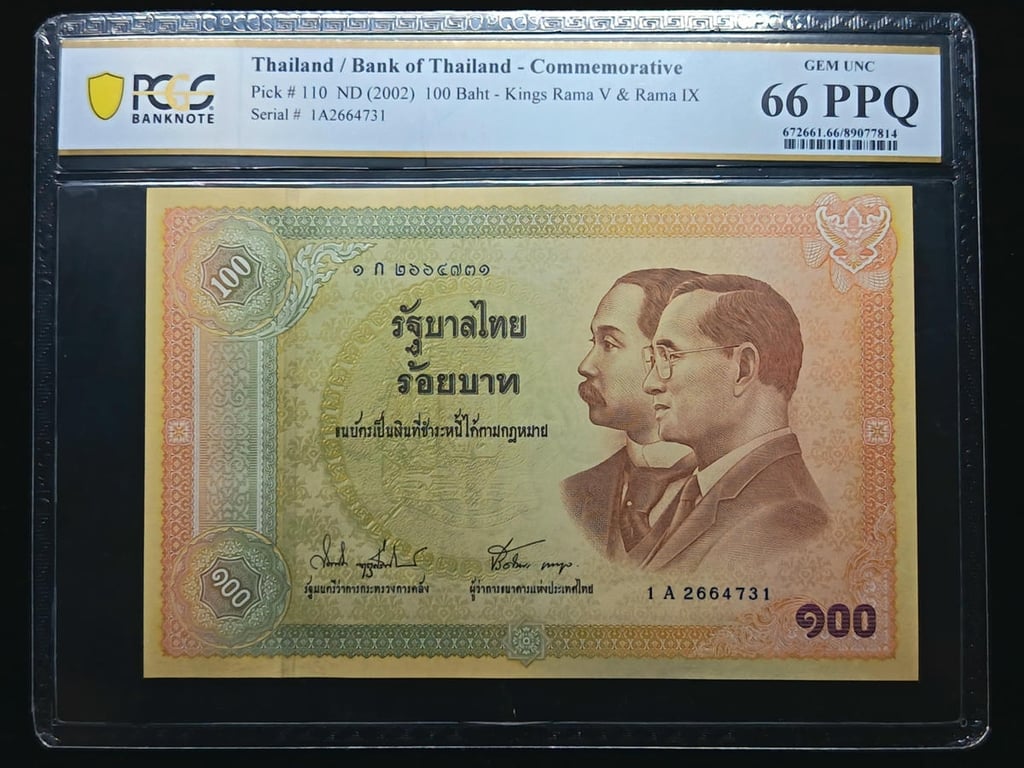 PCGS
BANKNOTE
Thailand / Bank of Thailand - Commemorative
Pick # 110 ND (2002) 100 Baht - Kings Rama V & Rama IX
Serial # 1A2664731
GEM UNC
66 PPQ
672661.66/89077814
100
๑ ก ๒๖๖๔๗๓๑
รัฐบาลไทย
ร้อยบาท
ธนบัตรเป็นเงินที่ชำระหนี้ได้ตามกฎหมาย
๑๐๐
รัฐมนตรีว่าการกระทรวงการคลัง
ผู้ว่าการธนาคารแห่งประเทศไทย
1 A 2664731
๑๐๐